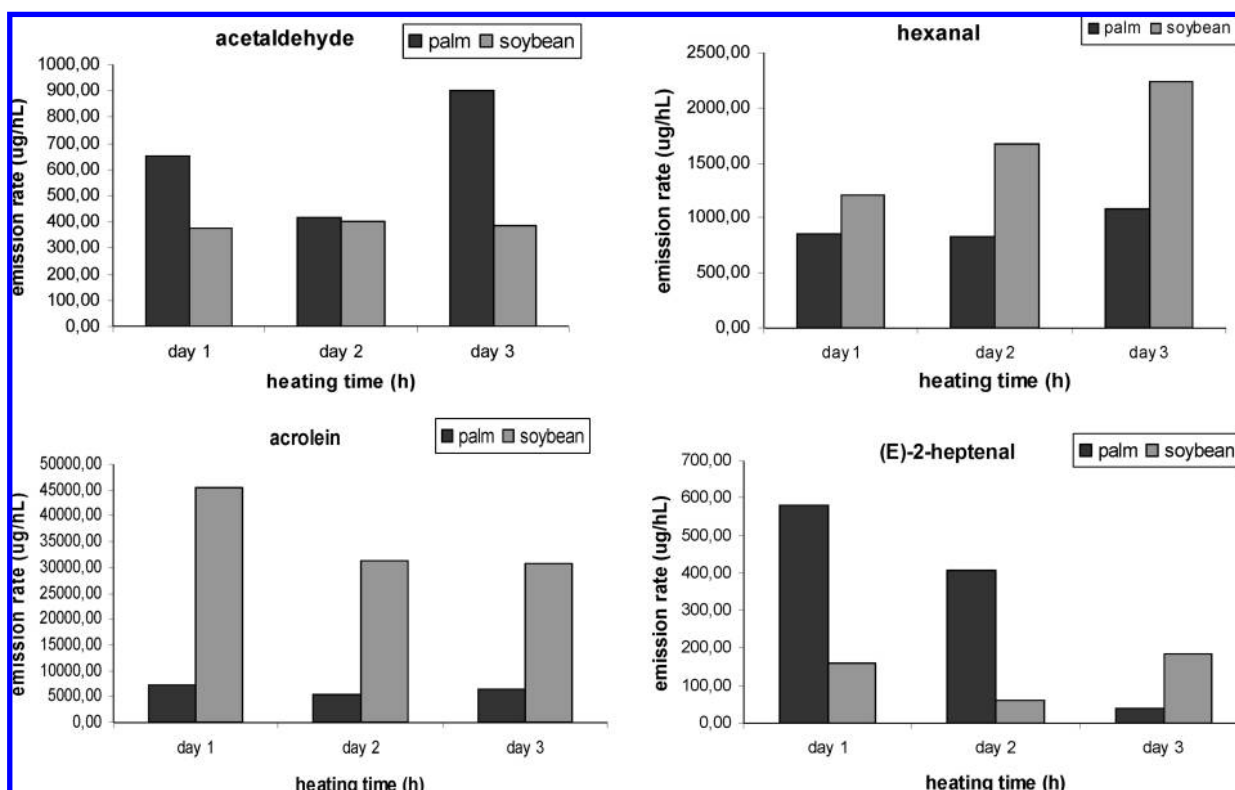 acetaldehyde
palm soybean
emission rate (ug/hL)
1000,00
900,00
800,00
700,00
600,00
500,00
400,00
300,00
200,00
100,00
0,00
day 1 day 2 day 3
heating time (h)
hexanal
palm soybean
emission rate (ug/hL)
2500,00
2000,00
1500,00
1000,00
500,00
0,00
day 1 day 2 day 3
heating time (h)
acrolein
palm soybean
emission rate (ug/hL)
50000,00
45000,00
40000,00
35000,00
30000,00
25000,00
20000,00
15000,00
10000,00
5000,00
0,00
day 1 day 2 day 3
heating time (h)
(E)-2-heptenal
palm soybean
emission rate (ug/hL)
700,00
600,00
500,00
400,00
300,00
200,00
100,00
0,00
day 1 day 2 day 3
heating time (h)